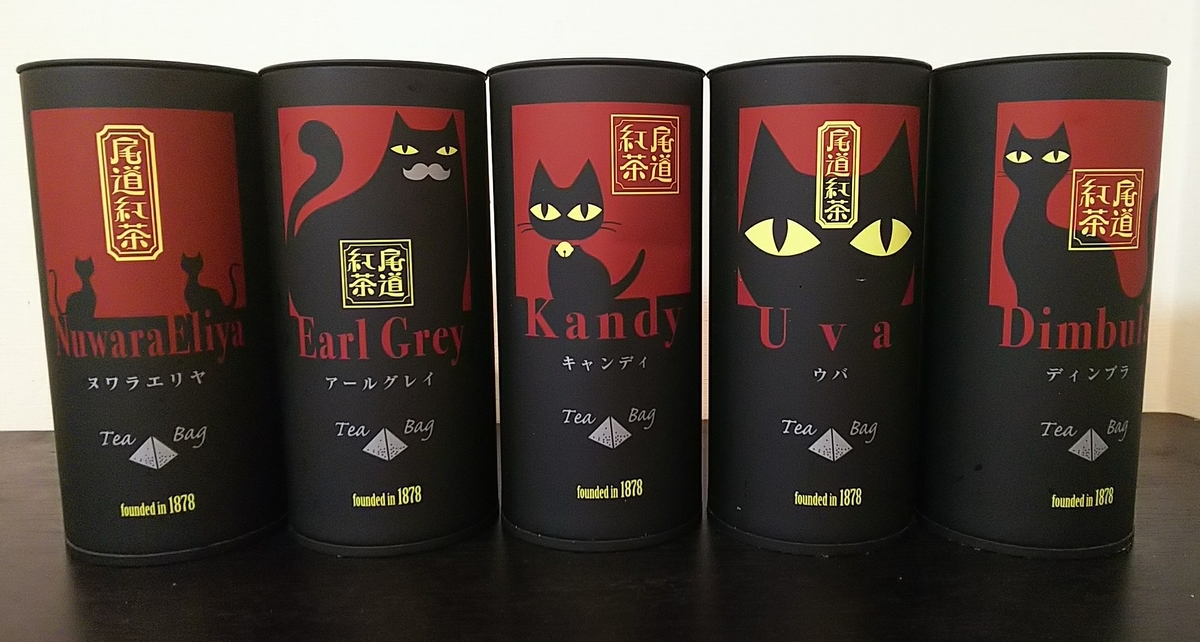 尾道紅茶
NuwaraEliya
ヌワラエリヤ
Tea Bag
founded in 1878
尾道
紅茶
Earl Grey
アールグレイ
Tea Bag
founded in 1878
尾道
紅茶
Kandy
キャンディ
Tea Bag
founded in 1878
尾道紅茶
Uva
ウバ
Tea Bag
founded in 1878
尾道
紅茶
Dimbul
ディンブラ
Tea Bag
founded in 1878